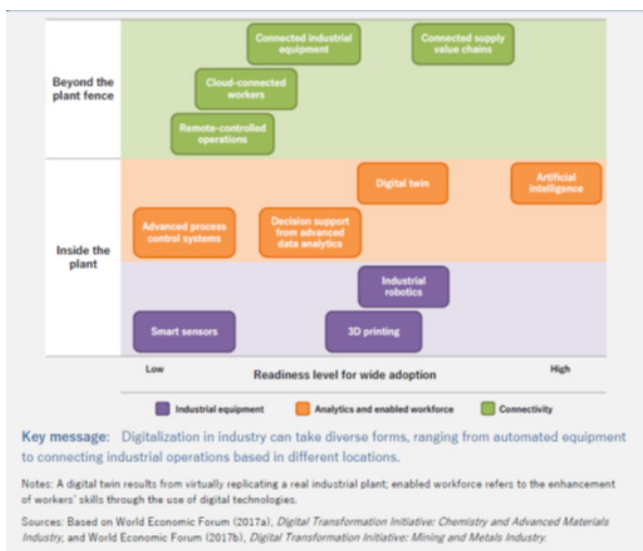 Beyond the
plant fence
Connected industrial
equipment
Connected supply
value chains
Cloud-connected
workers
Remote-controlled
operations
Inside the
plant
Digital twin
Artificial
intelligence
Advanced process
control systems
Decision support
from advanced
data analytics
Industrial
robotics
Smart sensors
3D printing
Low
Readiness level for wide adoption
High
Industrial equipment
Analytics and enabled workforce
Connectivity
Key message: Digitalization in industry can take diverse forms, ranging from automated equipment
to connecting industrial operations based in different locations.
Notes: A digital twin results from virtually replicating a real industrial plant; enabled workforce refers to the enhancement
of workers' skills through the use of digital technologies.
Sources: Based on World Economic Forum (2017a), Digital Transformation Initiative: Chemistry and Advanced Materials
Industry, and World Economic Forum (2017b), Digital Transformation Initiative: Mining and Metals Industry.